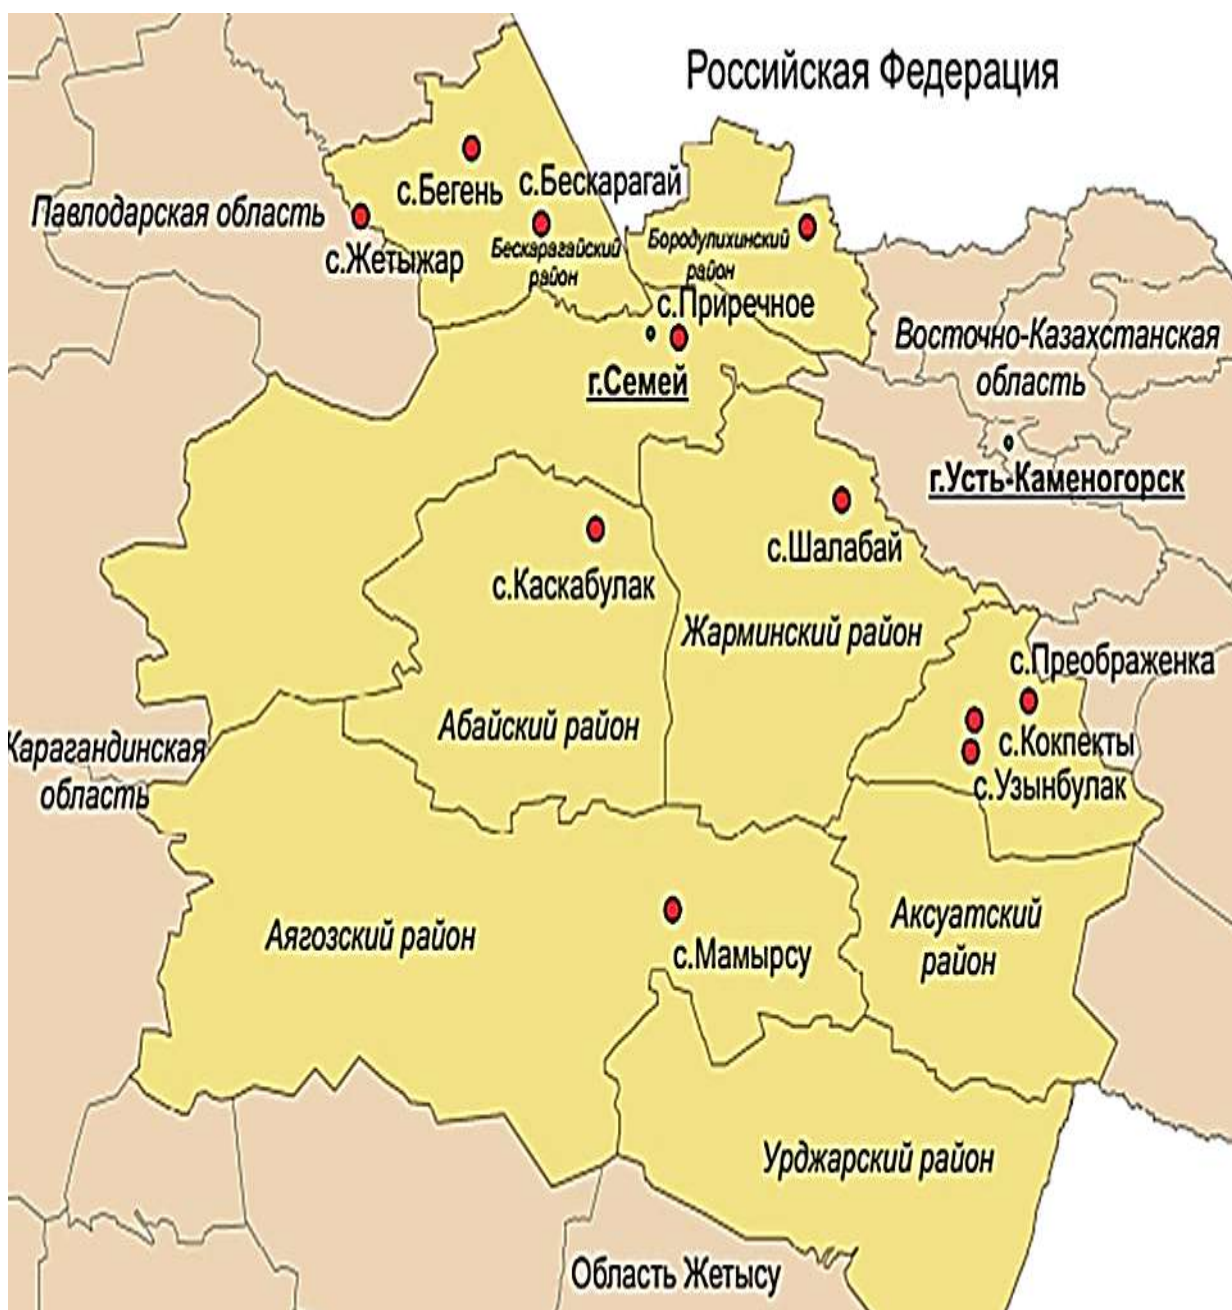 Российская Федерация
с.Бегень
с.Бескарагай
Павлодарская область
с.Жетыжар
Бескарагайский
район
Бородулихинский
район
с.Приречное
г.Семей
Восточно-Казахстанская
область
г.Усть-Каменогорск
с.Шалабай
с.Каскабулак
Жарминский район
с.Преображенка
Абайский район
с.Кокпекты
с.Узынбулак
Карагандинская
область
Аягозский район
с.Мамырсу
Аксуатский
район
Урджарский район
Область Жетысу